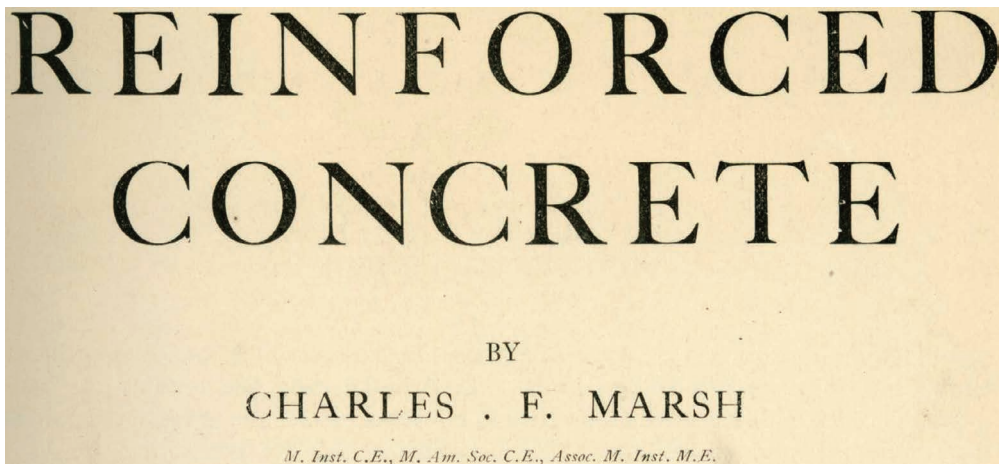 REINFORCED
CONCRETE
BY
CHARLES . F. MARSH
M. Inst. C.E., M. Am. Soc. C.E., Assoc. M. Inst. M.E.